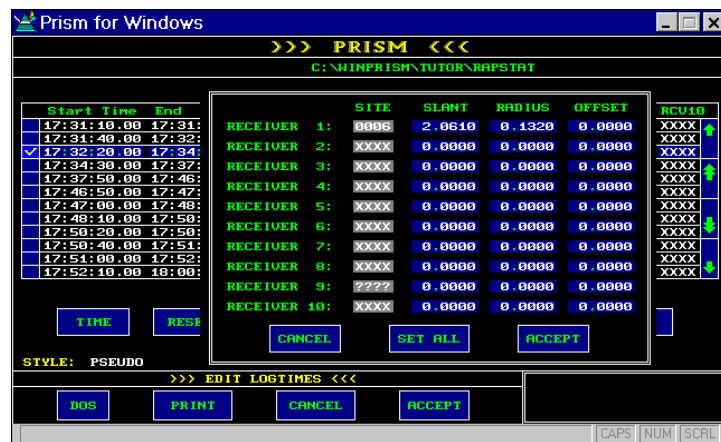 Prism for Windows
>>> PRISM <<<
C:\WINPRISM\TUTOR\RAPSTAT
Start Time End RCV10
17:31:10.00 17:31: XXXX
17:31:40.00 17:32: XXXX
17:32:20.00 17:34: XXXX
17:34:30.00 17:37: XXXX
17:37:50.00 17:46: XXXX
17:46:50.00 17:47: XXXX
17:47:00.00 17:48: XXXX
17:48:10.00 17:50: XXXX
17:50:20.00 17:50: XXXX
17:50:40.00 17:51: XXXX
17:51:00.00 17:52: XXXX
17:52:10.00 18:00: XXXX
SITE SLANT RADIUS OFFSET
RECEIVER 1: 0006 2.0610 0.1320 0.0000
RECEIVER 2: XXXX 0.0000 0.0000 0.0000
RECEIVER 3: XXXX 0.0000 0.0000 0.0000
RECEIVER 4: XXXX 0.0000 0.0000 0.0000
RECEIVER 5: XXXX 0.0000 0.0000 0.0000
RECEIVER 6: XXXX 0.0000 0.0000 0.0000
RECEIVER 7: XXXX 0.0000 0.0000 0.0000
RECEIVER 8: XXXX 0.0000 0.0000 0.0000
RECEIVER 9: ???? 0.0000 0.0000 0.0000
RECEIVER 10: XXXX 0.0000 0.0000 0.0000
CANCEL SET ALL ACCEPT
TIME RESE
STYLE: PSEUDO
>>> EDIT LOGTIMES <<<
DOS PRINT CANCEL ACCEPT
CAPS NUM SCRL